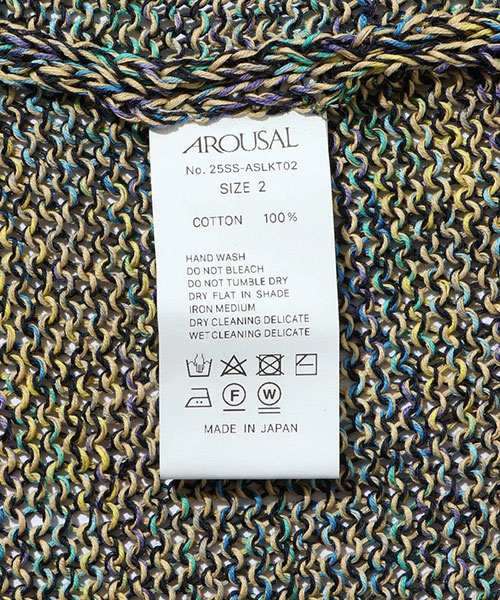 AROUSAL
No. 25SS-ASLKT02
SIZE 2
COTTON 100%
HAND WASH
DO NOT BLEACH
DO NOT TUMBLE DRY
DRY FLAT IN SHADE
IRON MEDIUM
DRY CLEANING DELICATE
WET CLEANING DELICATE
F W
MADE IN JAPAN